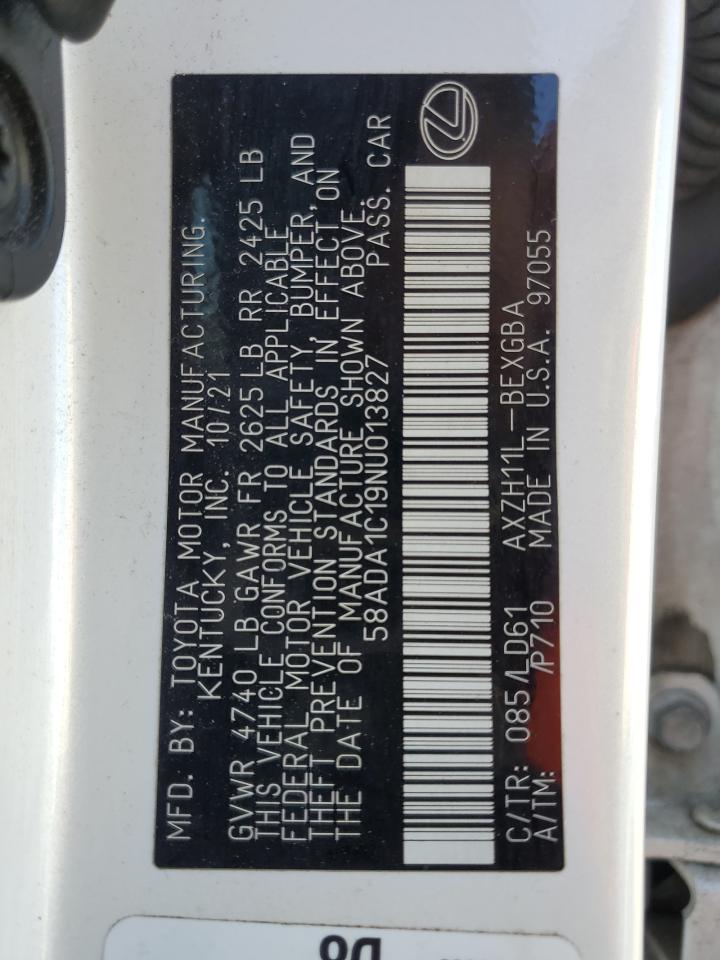 MFD. BY: TOYOTA MOTOR MANUFACTURING.
KENTUCKY, INC. 10/21
GVWR 4740 LB GAWR FR 2625 LB RR 2425 LB
THIS VEHICLE CONFORMS TO ALL APPLICABLE
FEDERAL MOTOR VEHICLE SAFETY, BUMPER, AND
THEFT PREVENTION STANDARDS IN EFFECT ON
THE DATE OF MANUFACTURE SHOWN ABOVE.
58ADA1C19NU013827 PASS. CAR
C/TR: 085/LD61 AXZH11L-BEXGBA
A/TM: /P710 MADE IN U.S.A. 97055